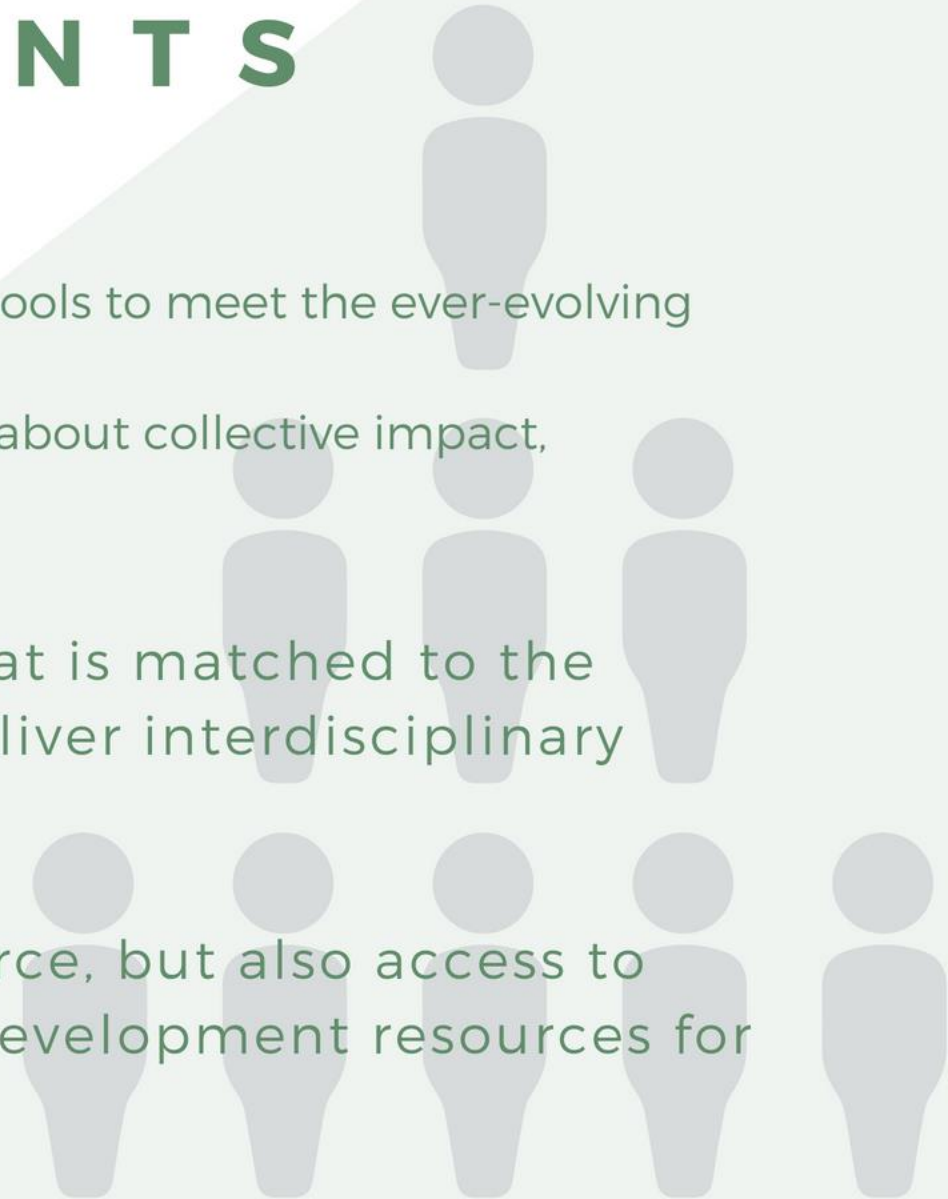 NTS
ools to meet the ever-evolving
about collective impact,
at is matched to the
liver interdisciplinary
rce, but also access to
evelopment resources for